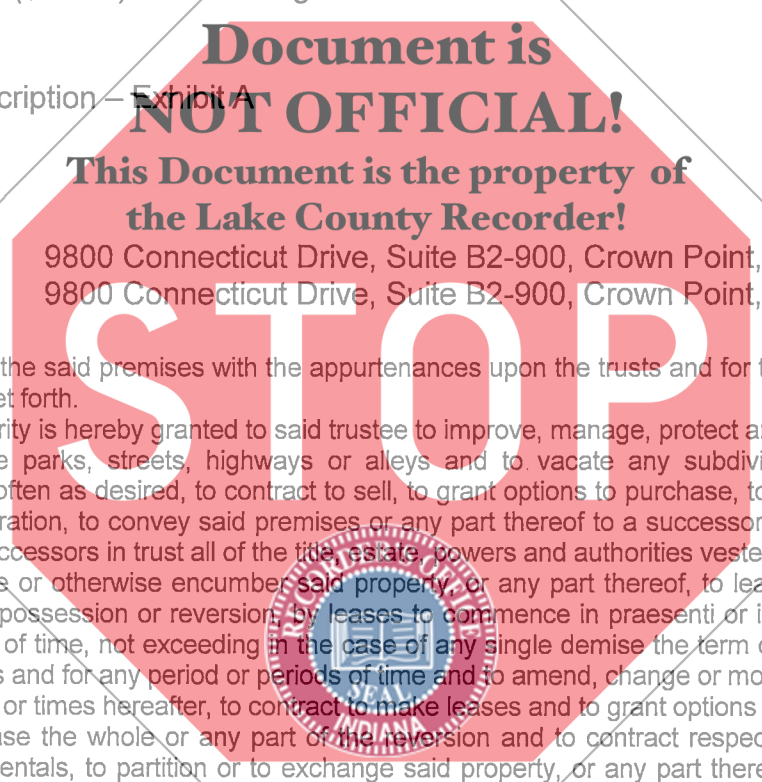 Document is
cription – Exhibit A
NOT OFFICIAL!
This Document is the property of
the Lake County Recorder!
9800 Connecticut Drive, Suite B2-900, Crown Point,
9800 Connecticut Drive, Suite B2-900, Crown Point,
STOP
the said premises with the appurtenances upon the trusts and for t
et forth.
rity is hereby granted to said trustee to improve, manage, protect a
e parks, streets, highways or alleys and to vacate any subdivi
often as desired, to contract to sell, to grant options to purchase, to
ration, to convey said premises or any part thereof to a successor
ccessors in trust all of the title, estate, powers and authorities veste
e or otherwise encumber said property, or any part thereof, to lea
possession or reversion, by leases to commence in praesenti or i
of time, not exceeding in the case of any single demise the term o
s and for any period or periods of time and to amend, change or mo
or times hereafter, to contract to make leases and to grant options
ase the whole or any part of the reversion and to contract respec
entals, to partition or to exchange said property, or any part there
RECORDER'S OFFICE
SEAL
INDIANA